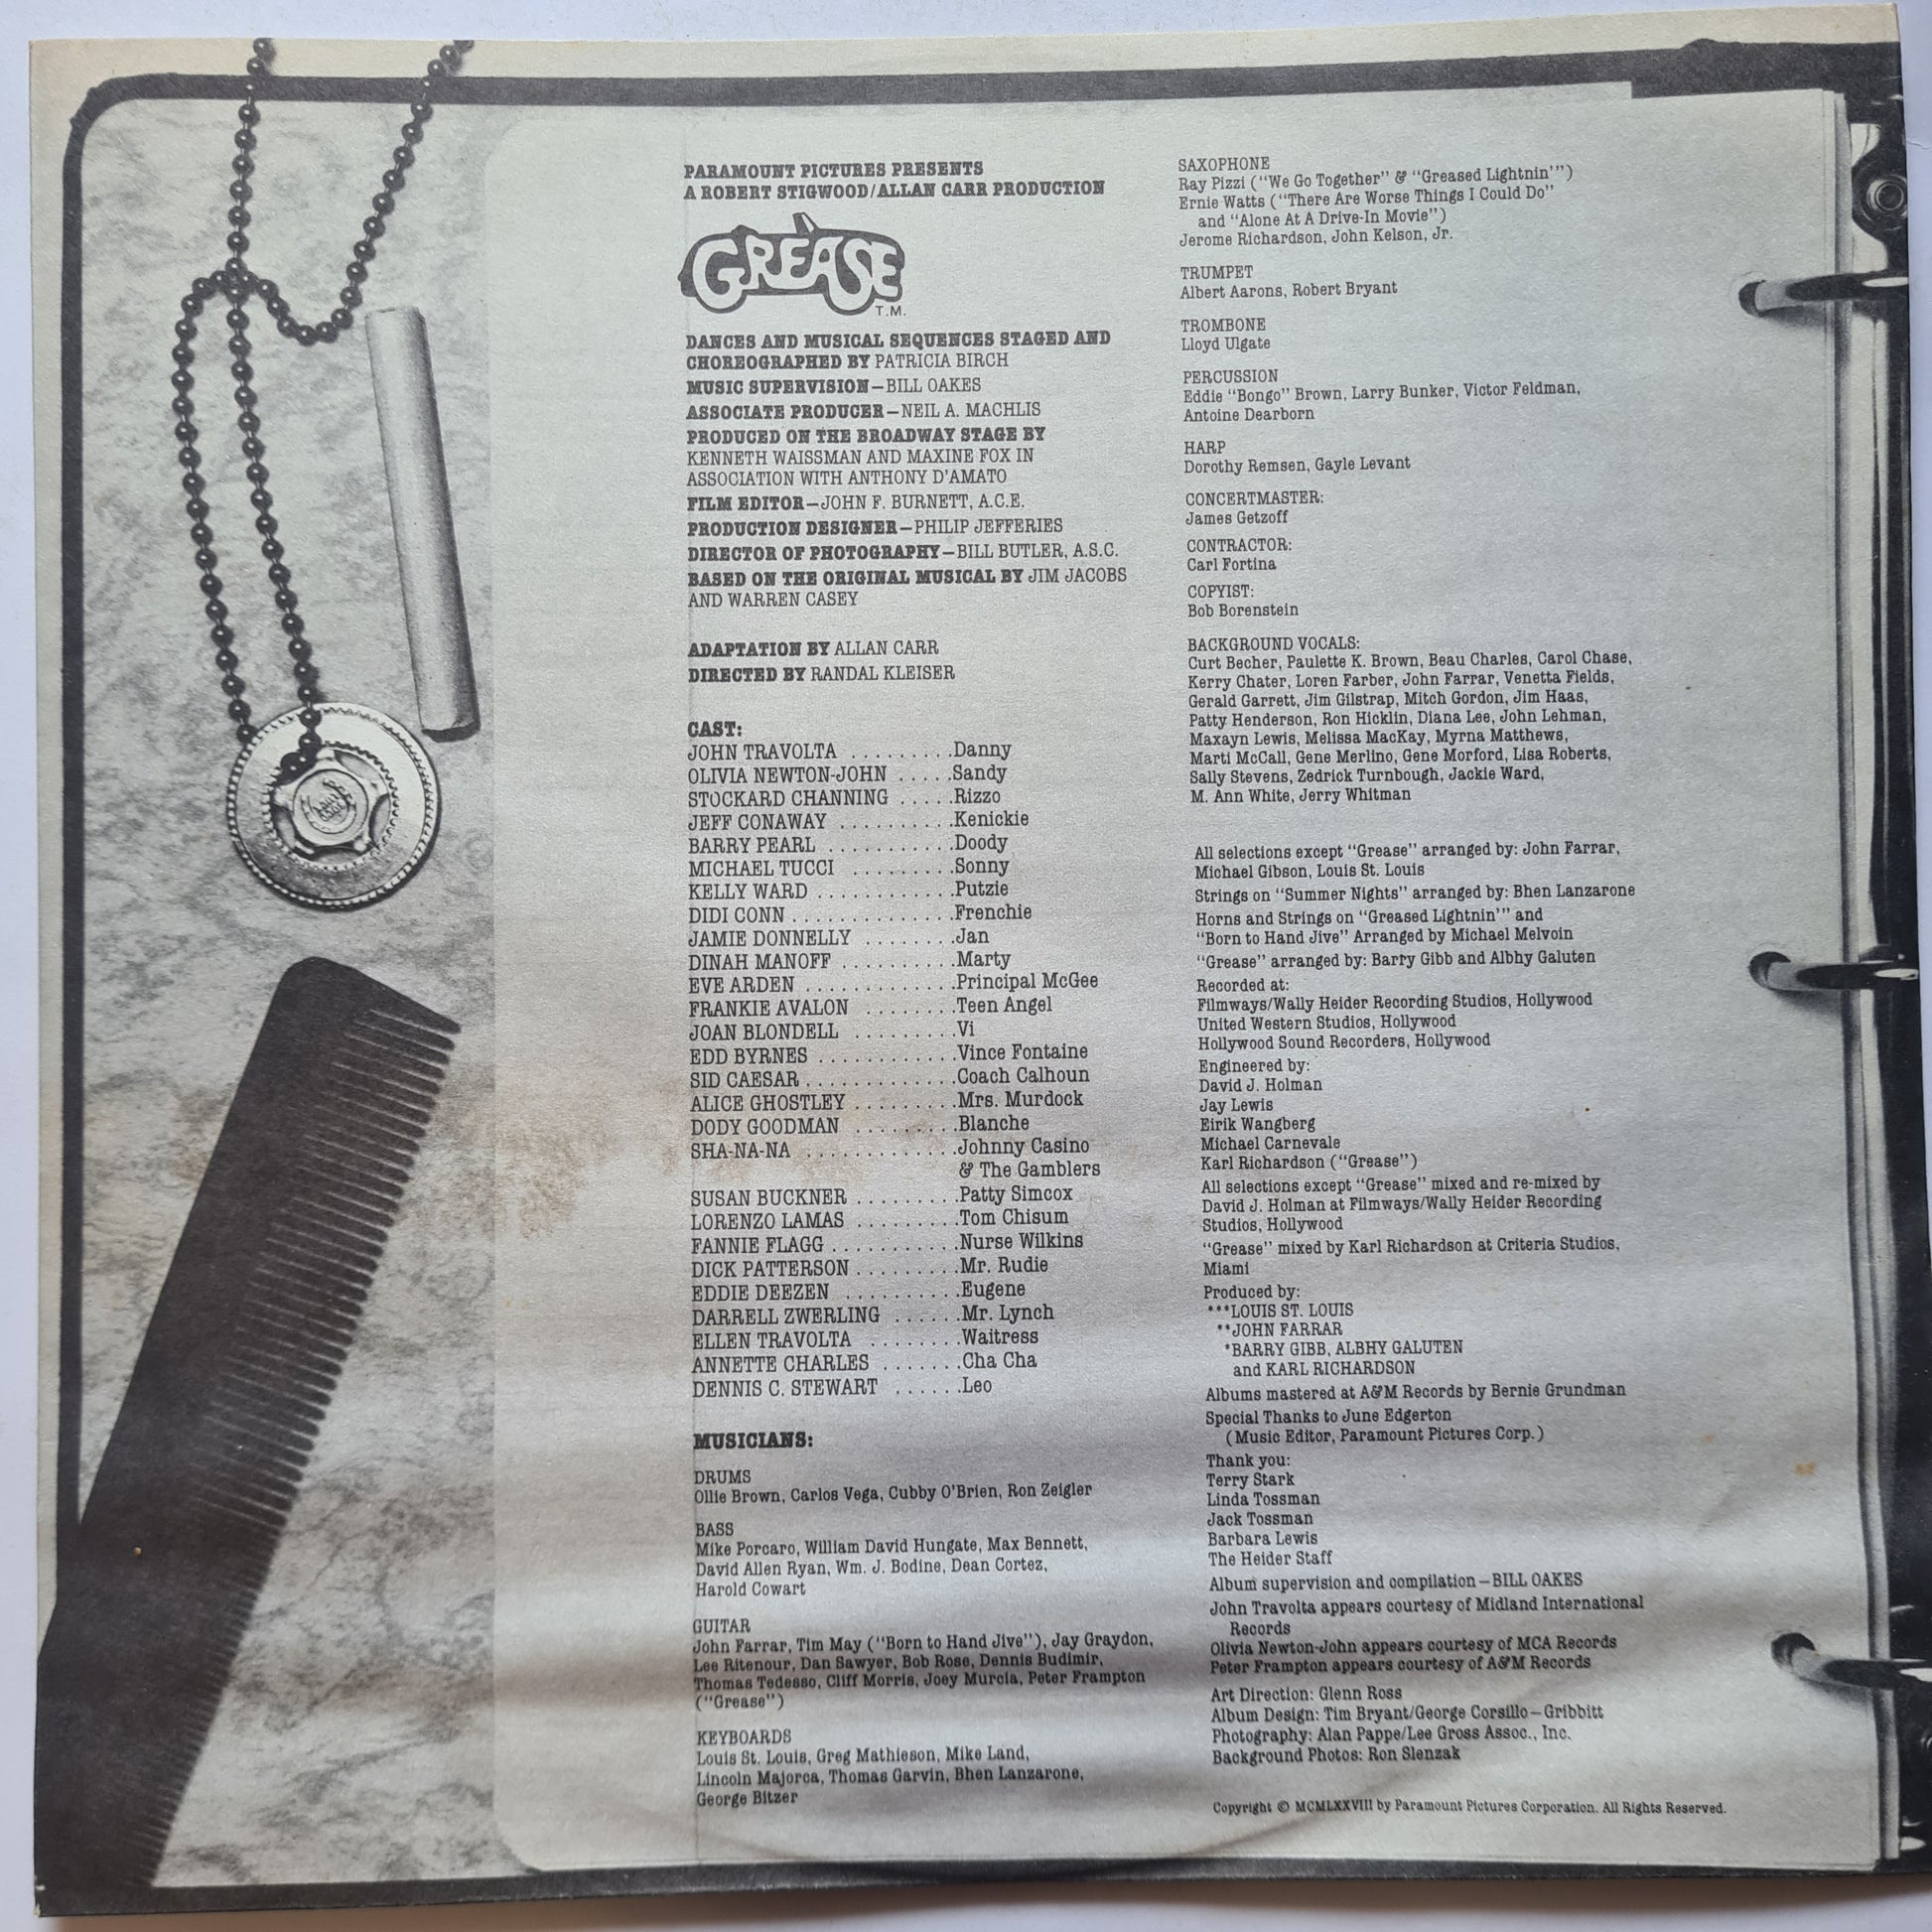 PARAMOUNT PICTURES PRESENTS
A ROBERT STIGWOOD/ALLAN CARR PRODUCTION
GREASE
T.M.
DANCES AND MUSICAL SEQUENCES STAGED AND
CHOREOGRAPHED BY PATRICIA BIRCH
MUSIC SUPERVISION—BILL OAKES
ASSOCIATE PRODUCER—NEIL A. MACHLIS
PRODUCED ON THE BROADWAY STAGE BY
KENNETH WAISSMAN AND MAXINE FOX IN
ASSOCIATION WITH ANTHONY D'AMATO
FILM EDITOR—JOHN F. BURNETT, A.C.E.
PRODUCTION DESIGNER—PHILIP JEFFERIES
DIRECTOR OF PHOTOGRAPHY—BILL BUTLER, A.S.C.
BASED ON THE ORIGINAL MUSICAL BY JIM JACOBS
AND WARREN CASEY
ADAPTATION BY ALLAN CARR
DIRECTED BY RANDAL KLEISER
CAST:
JOHN TRAVOLTA .........Danny
OLIVIA NEWTON-JOHN .....Sandy
STOCKARD CHANNING .....Rizzo
JEFF CONAWAY ..........Kenickie
BARRY PEARL ...........Doody
MICHAEL TUCCI .........Sonny
KELLY WARD ............Putzie
DIDI CONN ..............Frenchie
JAMIE DONNELLY ........Jan
DINAH MANOFF ..........Marty
EVE ARDEN .............Principal McGee
FRANKIE AVALON ........Teen Angel
JOAN BLONDELL .........Vi
EDD BYRNES ............Vince Fontaine
SID CAESAR .............Coach Calhoun
ALICE GHOSTLEY .........Mrs. Murdock
DODY GOODMAN .........Blanche
SHA-NA-NA .............Johnny Casino
& The Gamblers
SUSAN BUCKNER .........Patty Simcox
LORENZO LAMAS .........Tom Chisum
FANNIE FLAGG ...........Nurse Wilkins
DICK PATTERSON .........Mr. Rudie
EDDIE DEEZEN ..........Eugene
DARRELL ZWERLING ......Mr. Lynch
ELLEN TRAVOLTA ........Waitress
ANNETTE CHARLES .......Cha Cha
DENNIS C. STEWART ......Leo
MUSICIANS:
DRUMS
Ollie Brown, Carlos Vega, Cubby O'Brien, Ron Zeigler
BASS
Mike Porcaro, William David Hungate, Max Bennett,
David Allen Ryan, Wm. J. Bodine, Dean Cortez,
Harold Cowart
GUITAR
John Farrar, Tim May ("Born to Hand Jive"), Jay Graydon,
Lee Ritenour, Dan Sawyer, Bob Rose, Dennis Budimir,
Thomas Tedesso, Cliff Morris, Joey Murcia, Peter Frampton
("Grease")
KEYBOARDS
Louis St. Louis, Greg Mathieson, Mike Land,
Lincoln Majorca, Thomas Garvin, Bhen Lanzarone,
George Bitzer
SAXOPHONE
Ray Pizzi ("We Go Together" & "Greased Lightnin'")
Ernie Watts ("There Are Worse Things I Could Do"
and "Alone At A Drive-In Movie")
Jerome Richardson, John Kelson, Jr.
TRUMPET
Albert Aarons, Robert Bryant
TROMBONE
Lloyd Ulgate
PERCUSSION
Eddie "Bongo" Brown, Larry Bunker, Victor Feldman,
Antoine Dearborn
HARP
Dorothy Remsen, Gayle Levant
CONCERTMASTER:
James Getzoff
CONTRACTOR:
Carl Fortina
COPYIST:
Bob Borenstein
BACKGROUND VOCALS:
Curt Becher, Paulette K. Brown, Beau Charles, Carol Chase,
Kerry Chater, Loren Farber, John Farrar, Venetta Fields,
Gerald Garrett, Jim Gilstrap, Mitch Gordon, Jim Haas,
Patty Henderson, Ron Hicklin, Diana Lee, John Lehman,
Maxayn Lewis, Melissa MacKay, Myrna Matthews,
Marti McCall, Gene Merlino, Gene Morford, Lisa Roberts,
Sally Stevens, Zedrick Turnbough, Jackie Ward,
M. Ann White, Jerry Whitman
All selections except "Grease" arranged by: John Farrar,
Michael Gibson, Louis St. Louis
Strings on "Summer Nights" arranged by: Bhen Lanzarone
Horns and Strings on "Greased Lightnin'" and
"Born to Hand Jive" Arranged by Michael Melvoin
"Grease" arranged by: Barry Gibb and Albhy Galuten
Recorded at:
Filmways/Wally Heider Recording Studios, Hollywood
United Western Studios, Hollywood
Hollywood Sound Recorders, Hollywood
Engineered by:
David J. Holman
Jay Lewis
Eirik Wangberg
Michael Carnevale
Karl Richardson ("Grease")
All selections except "Grease" mixed and re-mixed by
David J. Holman at Filmways/Wally Heider Recording
Studios, Hollywood
"Grease" mixed by Karl Richardson at Criteria Studios,
Miami
Produced by:
***LOUIS ST. LOUIS
**JOHN FARRAR
*BARRY GIBB, ALBHY GALUTEN
and KARL RICHARDSON
Albums mastered at A&M Records by Bernie Grundman
Special Thanks to June Edgerton
(Music Editor, Paramount Pictures Corp.)
Thank you:
Terry Stark
Linda Tossman
Jack Tossman
Barbara Lewis
The Heider Staff
Album supervision and compilation—BILL OAKES
John Travolta appears courtesy of Midland International
Records
Olivia Newton-John appears courtesy of MCA Records
Peter Frampton appears courtesy of A&M Records
Art Direction: Glenn Ross
Album Design: Tim Bryant/George Corsillo—Gribbitt
Photography: Alan Pappe/Lee Gross Assoc., Inc.
Background Photos: Ron Slenzak
Copyright © MCMLXXVIII by Paramount Pictures Corporation. All Rights Reserved.